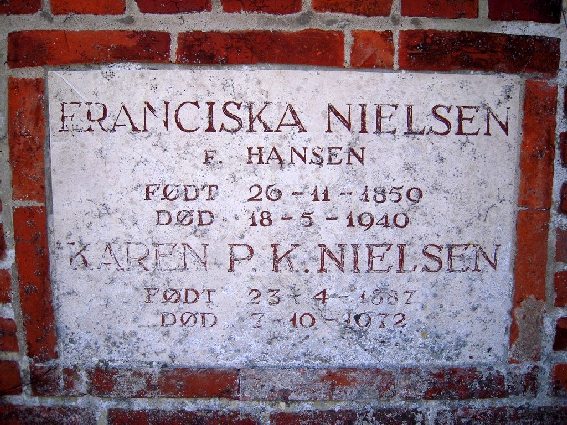 FRANCISKA NIELSEN
F. HANSEN
FØDT 26-11-1859
DØD 18-5-1940
KAREN P.K. NIELSEN
FØDT 23-4-1887
DØD 7-10-1972